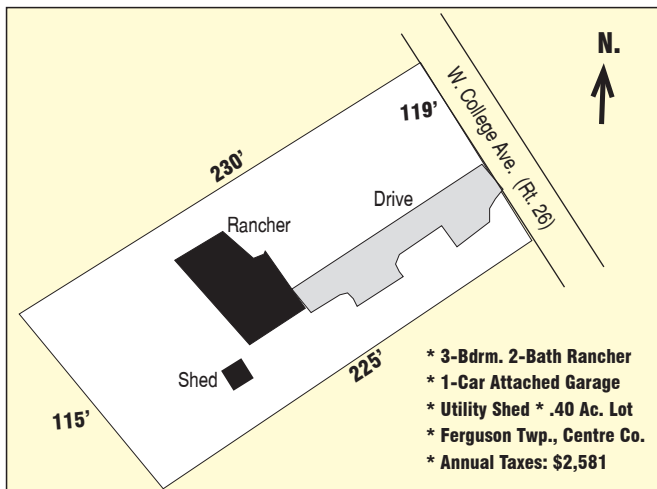 N.
W. College Ave. (Rt. 26)
119'
230'
Drive
Rancher
Shed
225'
115'
* 3-Bdrm. 2-Bath Rancher
* 1-Car Attached Garage
* Utility Shed * .40 Ac. Lot
* Ferguson Twp., Centre Co.
* Annual Taxes: $2,581